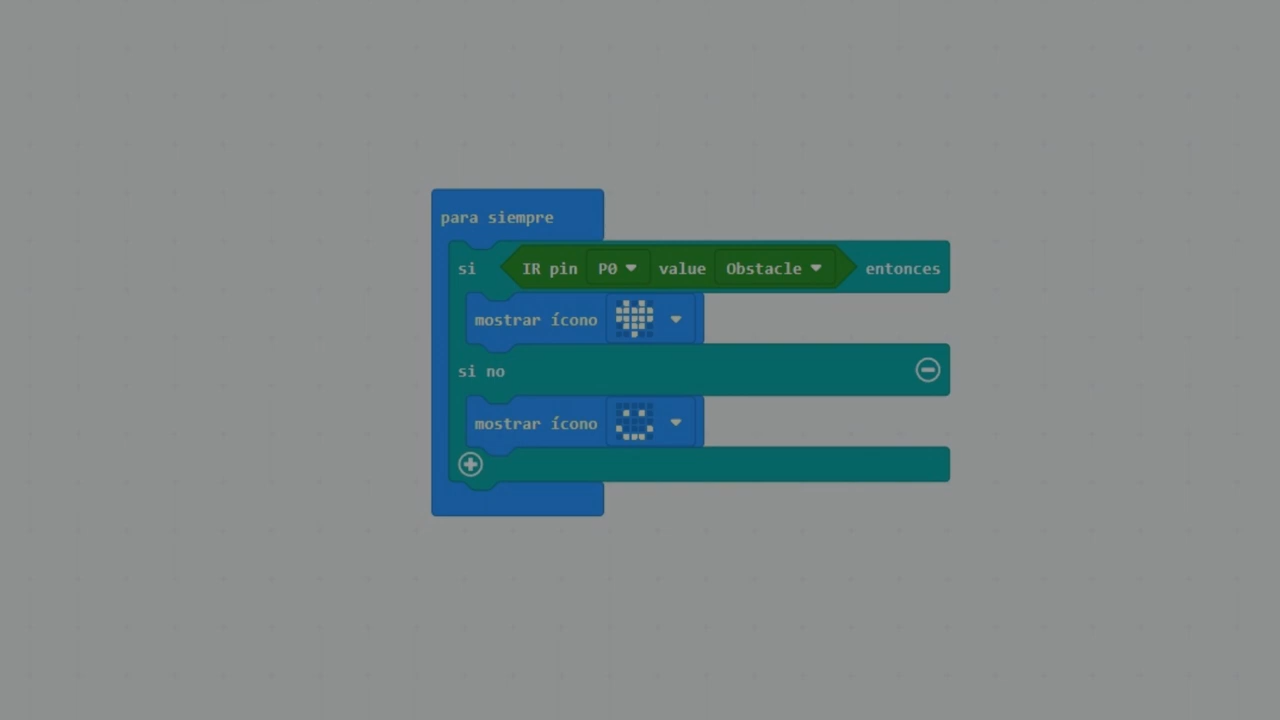 para siempre
si IR pin P0 value Obstacle entonces
mostrar ícono
si no
mostrar ícono